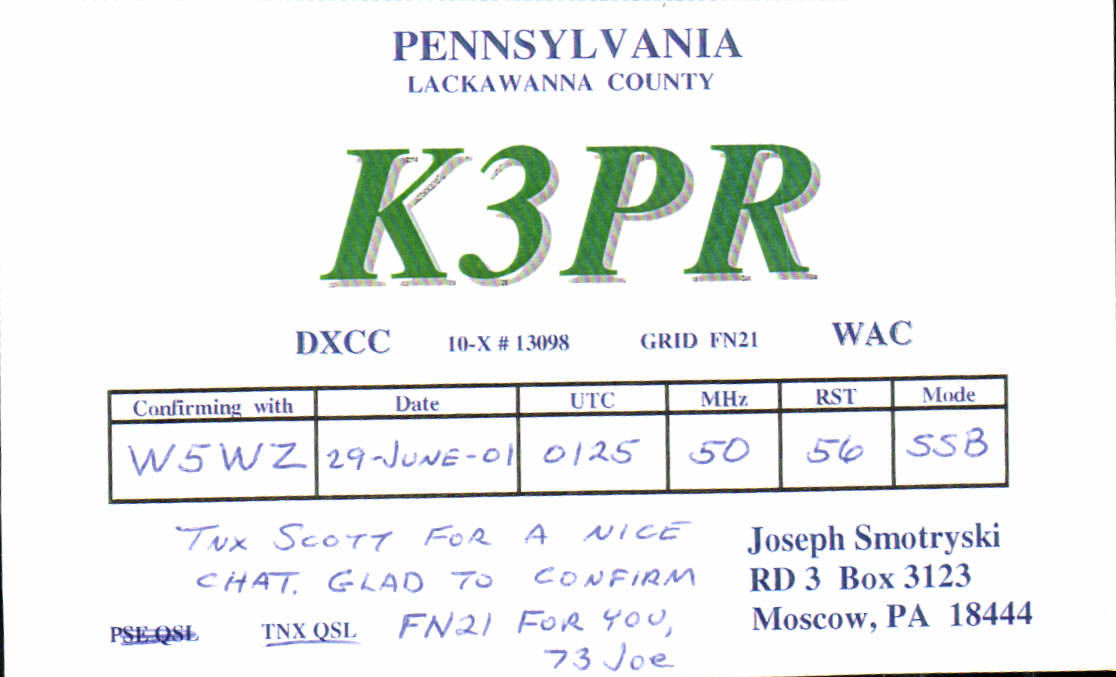 PENNSYLVANIA
LACKAWANNA COUNTY
K3PR
DXCC 10-X # 13098 GRID FN21 WAC
Confirming with Date UTC MHz RST Mode
W5WZ 29-JUNE-01 0125 50 56 SSB
TNX SCOTT FOR A NICE
CHAT. GLAD TO CONFIRM
FN21 FOR YOU,
73 Joe
PSE QSL TNX QSL
Joseph Smotryski
RD 3 Box 3123
Moscow, PA 18444